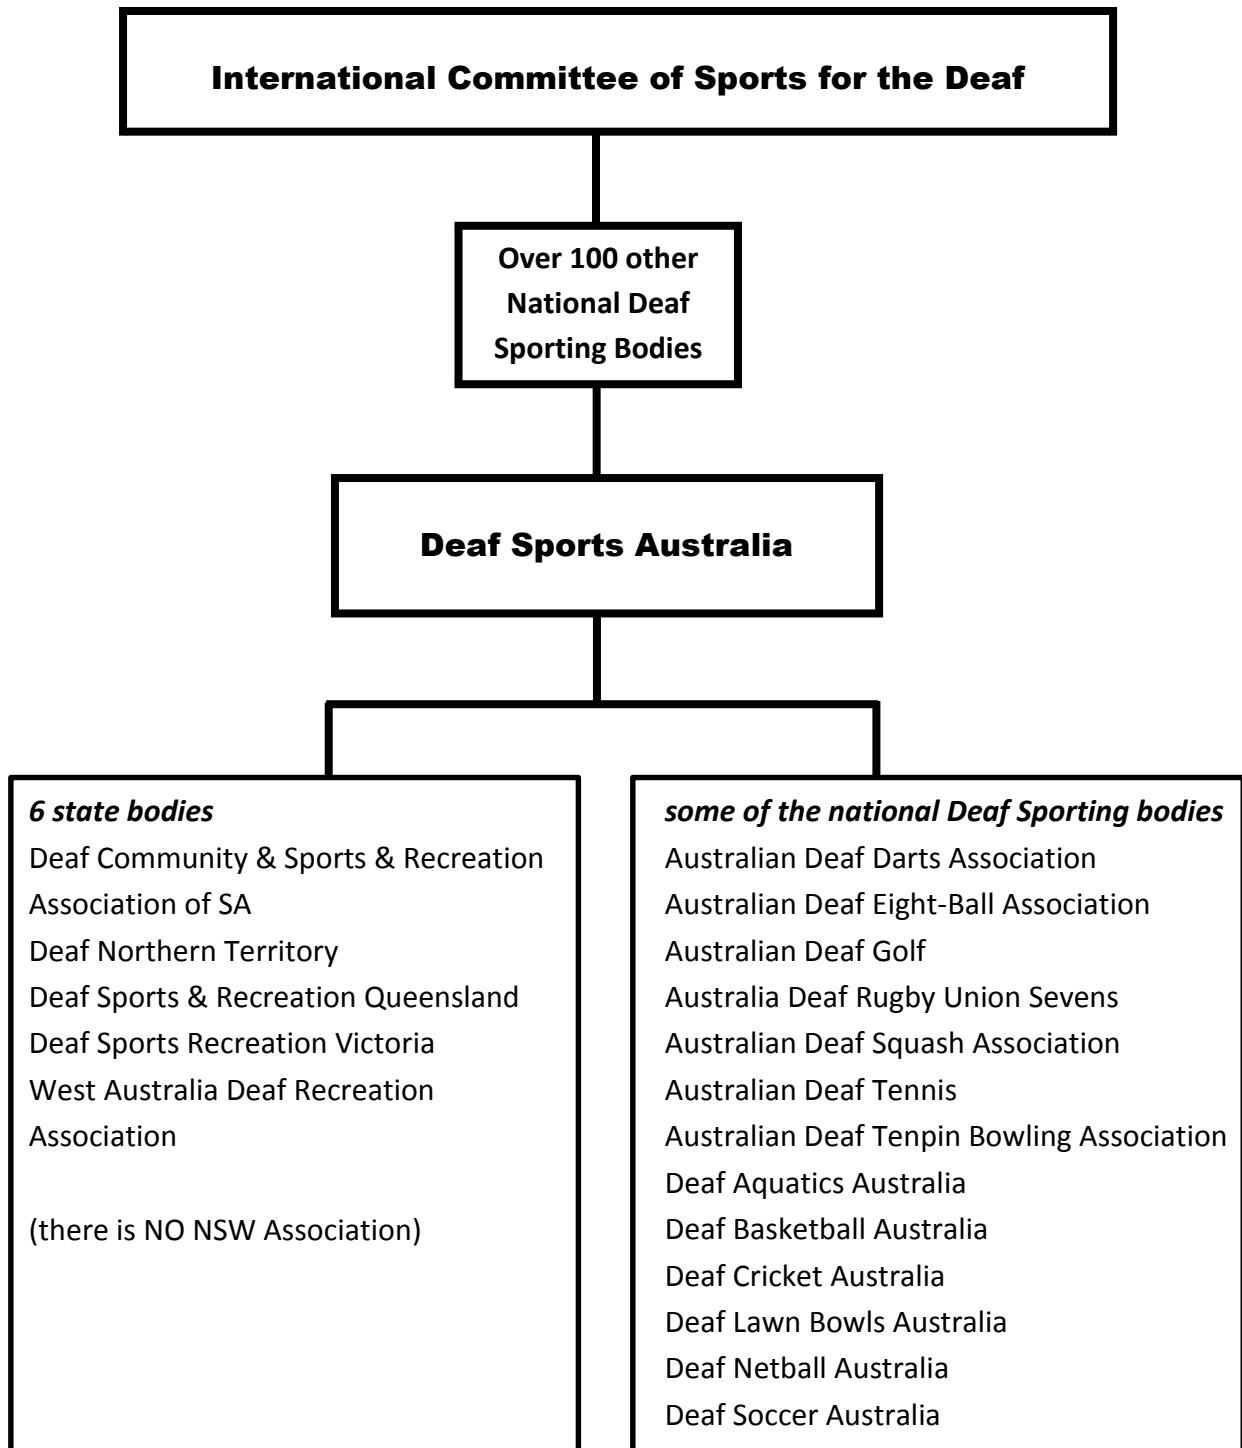 International Committee of Sports for the Deaf
Over 100 other
National Deaf
Sporting Bodies
Deaf Sports Australia
6 state bodies
Deaf Community & Sports & Recreation
Association of SA
Deaf Northern Territory
Deaf Sports & Recreation Queensland
Deaf Sports Recreation Victoria
West Australia Deaf Recreation
Association
(there is NO NSW Association)
some of the national Deaf Sporting bodies
Australian Deaf Darts Association
Australian Deaf Eight-Ball Association
Australian Deaf Golf
Australia Deaf Rugby Union Sevens
Australian Deaf Squash Association
Australian Deaf Tennis
Australian Deaf Tenpin Bowling Association
Deaf Aquatics Australia
Deaf Basketball Australia
Deaf Cricket Australia
Deaf Lawn Bowls Australia
Deaf Netball Australia
Deaf Soccer Australia